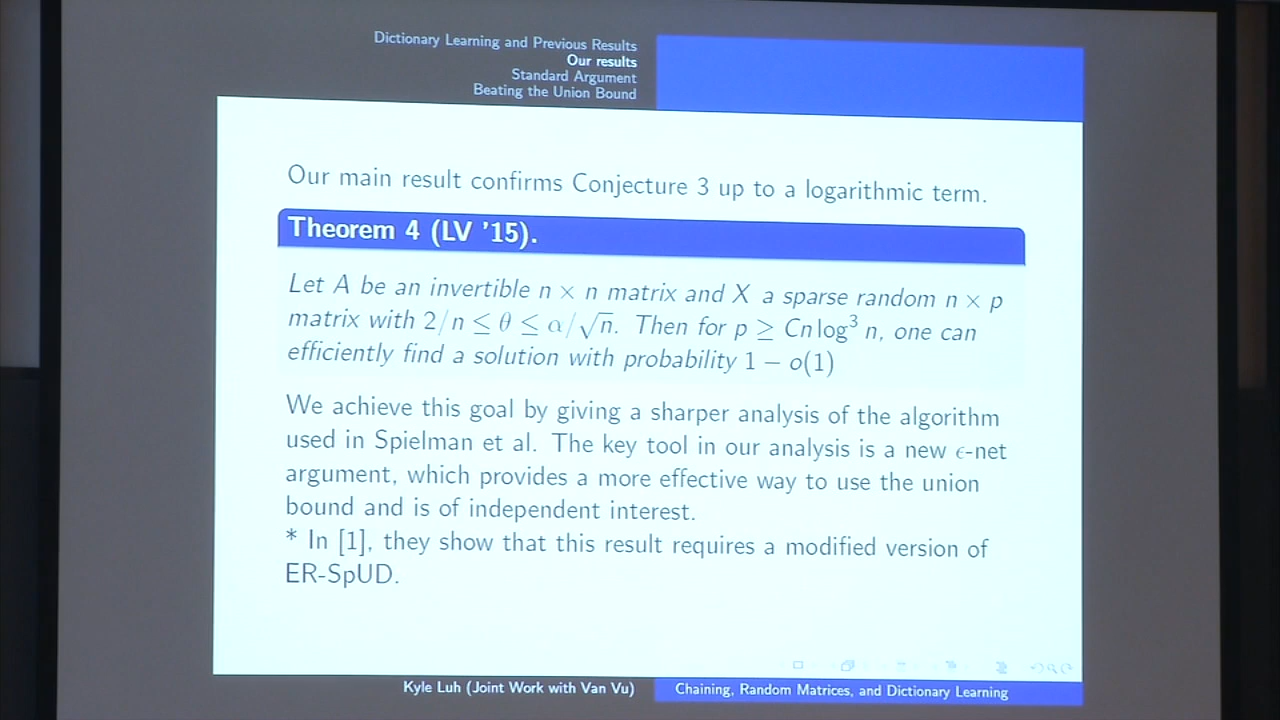 Dictionary Learning and Previous Results
Our results
Standard Argument
Beating the Union Bound
Our main result confirms Conjecture 3 up to a logarithmic term.
Theorem 4 (LV '15).
Let A be an invertible n × n matrix and X a sparse random n × p
matrix with 2/n ≤ θ ≤ α/√n. Then for p ≥ Cn log³ n, one can
efficiently find a solution with probability 1 − o(1)
We achieve this goal by giving a sharper analysis of the algorithm
used in Spielman et al. The key tool in our analysis is a new ϵ-net
argument, which provides a more effective way to use the union
bound and is of independent interest.
* In [1], they show that this result requires a modified version of
ER-SpUD.
Kyle Luh (Joint Work with Van Vu)
Chaining, Random Matrices, and Dictionary Learning